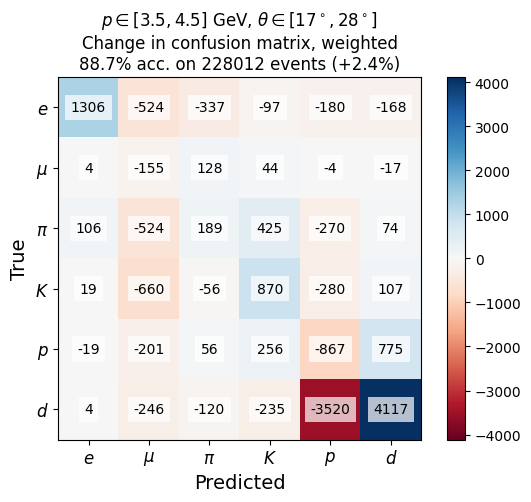 p ∈ [3.5, 4.5] GeV, θ ∈ [17°, 28°]
Change in confusion matrix, weighted
88.7% acc. on 228012 events (+2.4%)
True
e 1306 -524 -337 -97 -180 -168
μ 4 -155 128 44 -4 -17
π 106 -524 189 425 -270 74
K 19 -660 -56 870 -280 107
p -19 -201 56 256 -867 775
d 4 -246 -120 -235 -3520 4117
e μ π K p d
Predicted
4000
3000
2000
1000
0
−1000
−2000
−3000
−4000